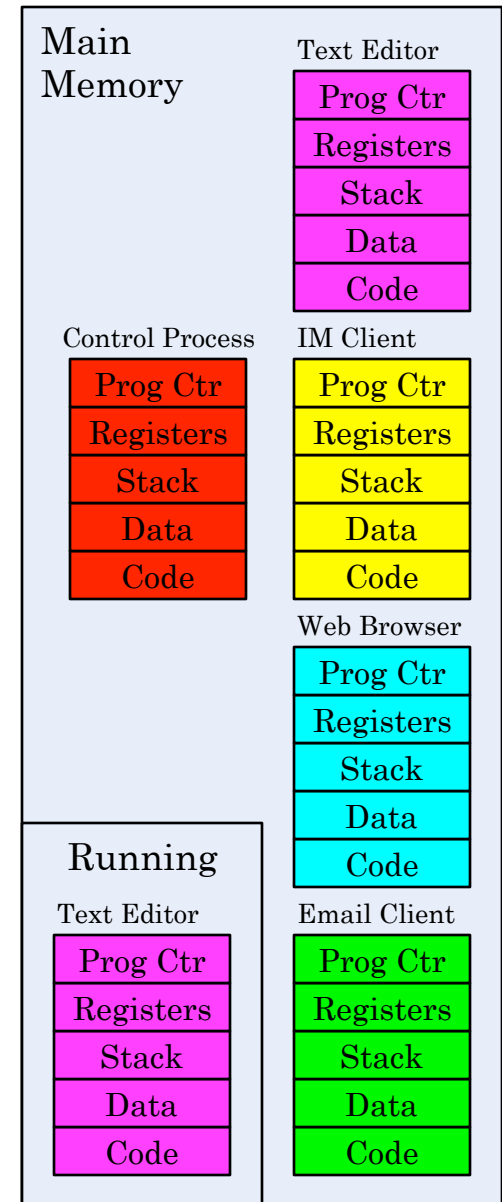 Main
Memory
Text Editor
Prog Ctr
Registers
Stack
Data
Code
Control Process
Prog Ctr
Registers
Stack
Data
Code
IM Client
Prog Ctr
Registers
Stack
Data
Code
Web Browser
Prog Ctr
Registers
Stack
Data
Code
Running
Text Editor
Prog Ctr
Registers
Stack
Data
Code
Email Client
Prog Ctr
Registers
Stack
Data
Code